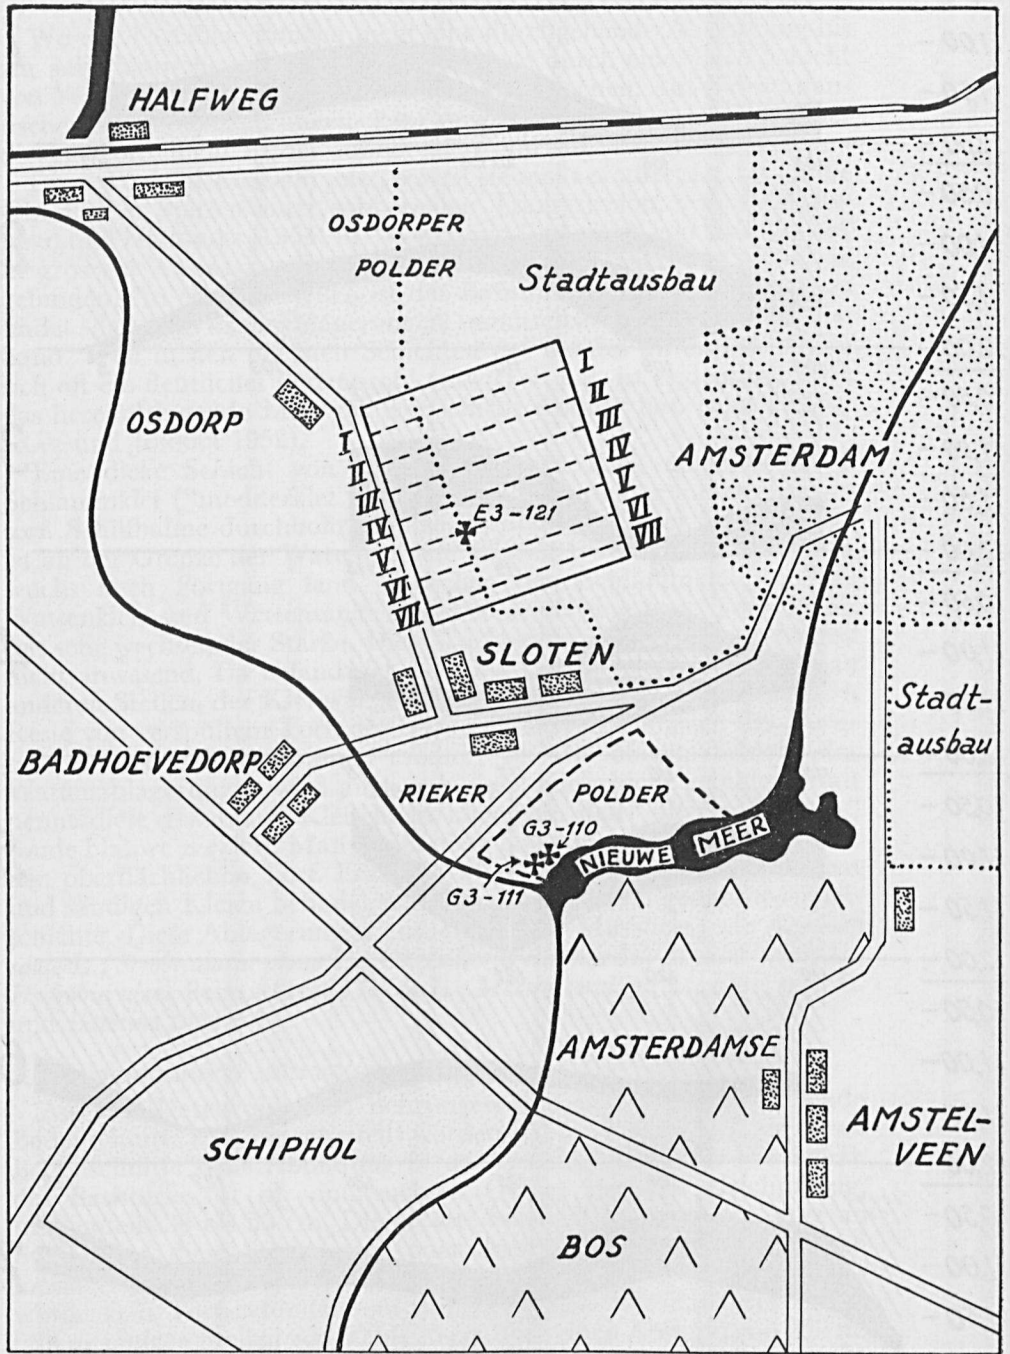 HALFWEG
OSDORPER
POLDER
Stadtausbau
I
II
III
IV
V
VI
VII
OSDORP
I
II
III
IV
V
VI
VII
E3-121
AMSTERDAM
SLOTEN
Stadt-
ausbau
BADHOEVEDORP
RIEKER POLDER
G3-110
G3-111
NIEUWE MEER
AMSTERDAMSE
BOS
SCHIPHOL
AMSTEL-
VEEN